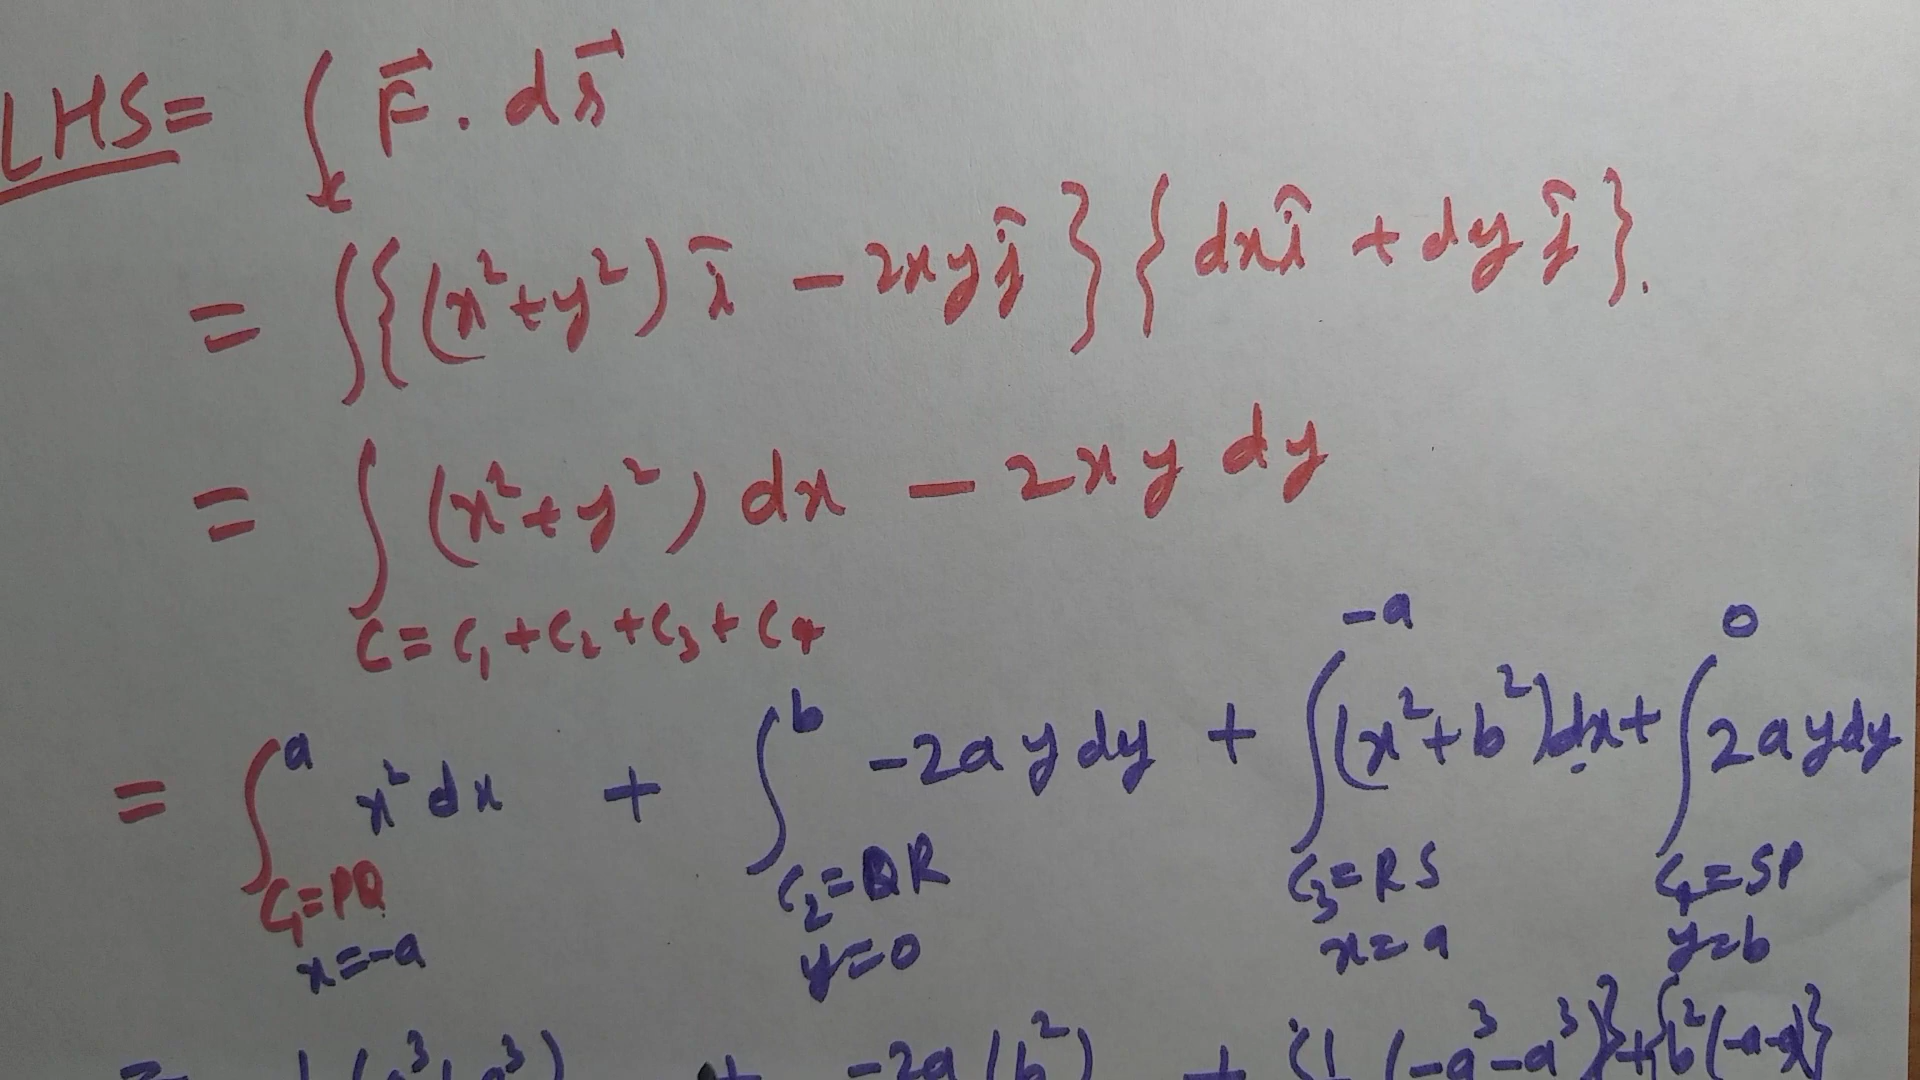 LHS = ∫_C F⃗ . dr⃗
= ∫{(x²+y²) î - 2xy ĵ} {dx î + dy ĵ}.
= ∫ (x²+y²) dx - 2xy dy
C = C₁ + C₂ + C₃ + C₄
= ∫^a x² dx + ∫^b -2ay dy + ∫^-a (x²+b²) dx + ∫^0 2ay dy
C₁=PQ C₂=QR C₃=RS C₄=SP
x=-a y=0 x=a y=b